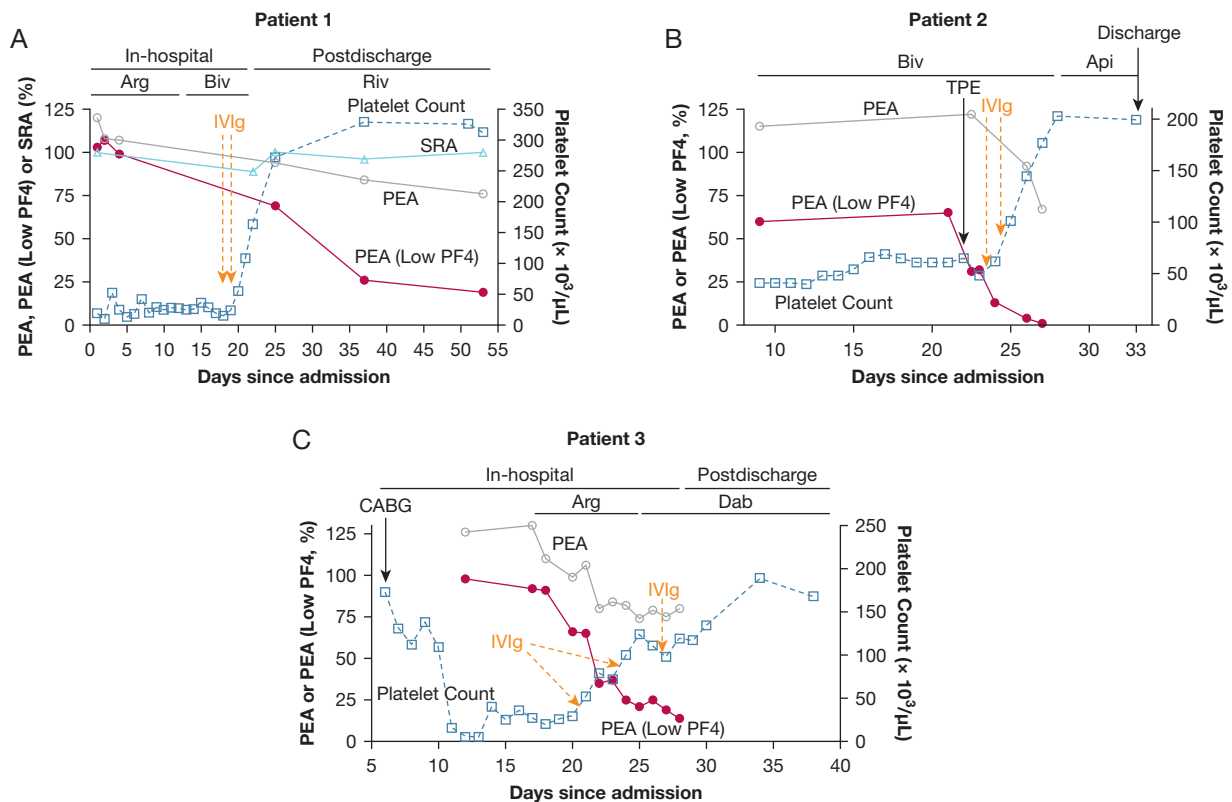 Patient 1
A
In-hospital
Postdischarge
Arg
Biv
Riv
PEA, PEA (Low PF4) or SRA (%)
125
100
75
50
25
0
IVIg
Platelet Count
SRA
PEA
PEA (Low PF4)
350
300
250
200
150
100
50
0
Platelet Count (× 10³/μL)
0 5 10 15 20 25 30 35 40 45 50 55
Days since admission
Patient 2
B
Discharge
Biv
Api
TPE
PEA or PEA (Low PF4, %)
125
100
75
50
25
0
PEA
IVIg
PEA (Low PF4)
Platelet Count
200
150
100
50
0
Platelet Count (× 10³/μL)
10 15 20 25 33
Days since admission
C
Patient 3
In-hospital
Postdischarge
CABG
Arg
Dab
PEA or PEA (Low PF4, %)
125
100
75
50
25
0
PEA
IVIg
IVIg
Platelet Count
PEA (Low PF4)
250
200
150
100
50
0
Platelet Count (× 10³/μL)
5 10 15 20 25 30 35 40
Days since admission